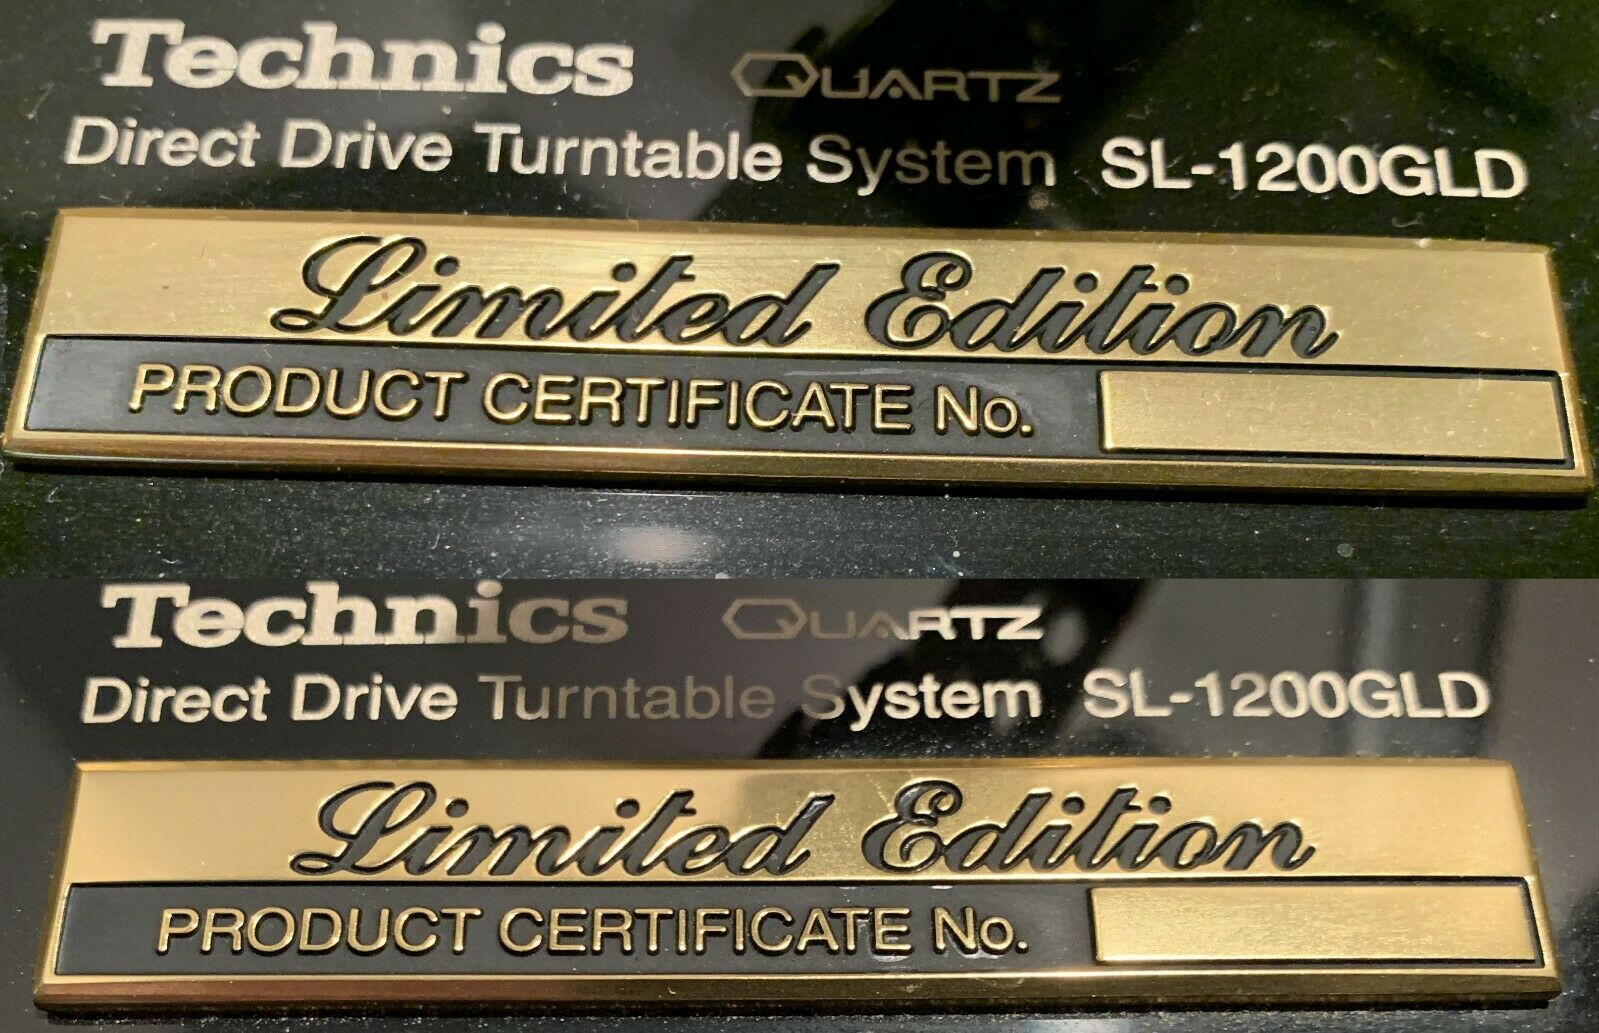 Technics QUARTZ
Direct Drive Turntable System SL-1200GLD
Limited Edition
PRODUCT CERTIFICATE No.
Technics QUARTZ
Direct Drive Turntable System SL-1200GLD
Limited Edition
PRODUCT CERTIFICATE No.